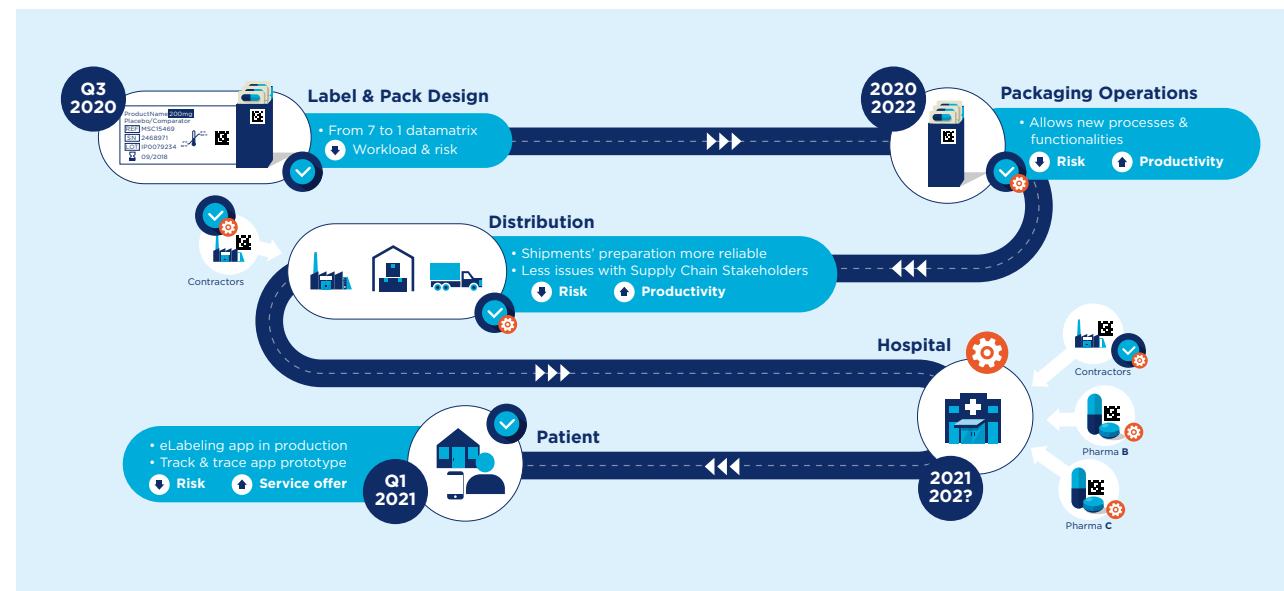 Q3
2020
Label & Pack Design
ProductName 200mg
Placebo/Comparator
REF MSC15469
SN 2468971
LOT IP0079234
09/2018
• From 7 to 1 datamatrix
Workload & risk
2020
2022
Packaging Operations
• Allows new processes &
functionalities
Risk Productivity
Distribution
• Shipments' preparation more reliable
• Less issues with Supply Chain Stakeholders
Risk Productivity
Contractors
Hospital
2021
202?
Contractors
Pharma B
Pharma C
Patient
Q1
2021
• eLabeling app in production
• Track & trace app prototype
Risk Service offer